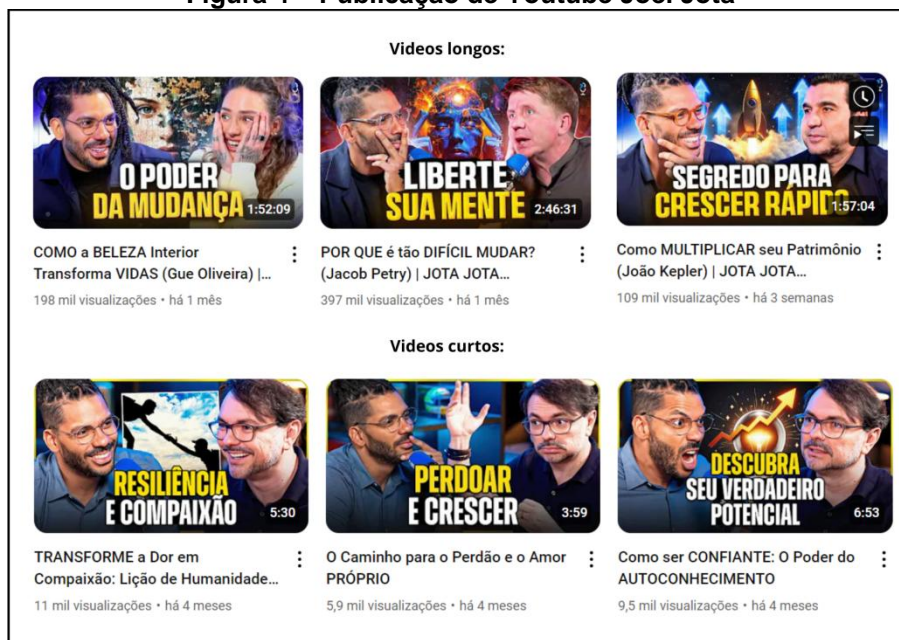 Figura 4 – Publicação do Youtube Joel Jota
Videos longos:
O PODER
DA MUDANÇA
1:52:09
LIBERTE
SUA MENTE
2:46:31
SEGREDO PARA
CRESCER RÁPIDO
1:57:04
COMO a BELEZA Interior
Transforma VIDAS (Gue Oliveira) |...
198 mil visualizações • há 1 mês
POR QUE é tão DIFÍCIL MUDAR?
(Jacob Petry) | JOTA JOTA...
397 mil visualizações • há 1 mês
Como MULTIPLICAR seu Patrimônio
(João Kepler) | JOTA JOTA...
109 mil visualizações • há 3 semanas
Videos curtos:
RESILIÊNCIA
E COMPAIXÃO
5:30
PERDOAR
E CRESCER
3:59
DESCUBRA
SEU VERDADEIRO
POTENCIAL
6:53
TRANSFORME a Dor em
Compaixão: Lição de Humanidade...
11 mil visualizações • há 4 meses
O Caminho para o Perdão e o Amor
PRÓPRIO
5,9 mil visualizações • há 4 meses
Como ser CONFIANTE: O Poder do
AUTOCONHECIMENTO
9,5 mil visualizações • há 4 meses